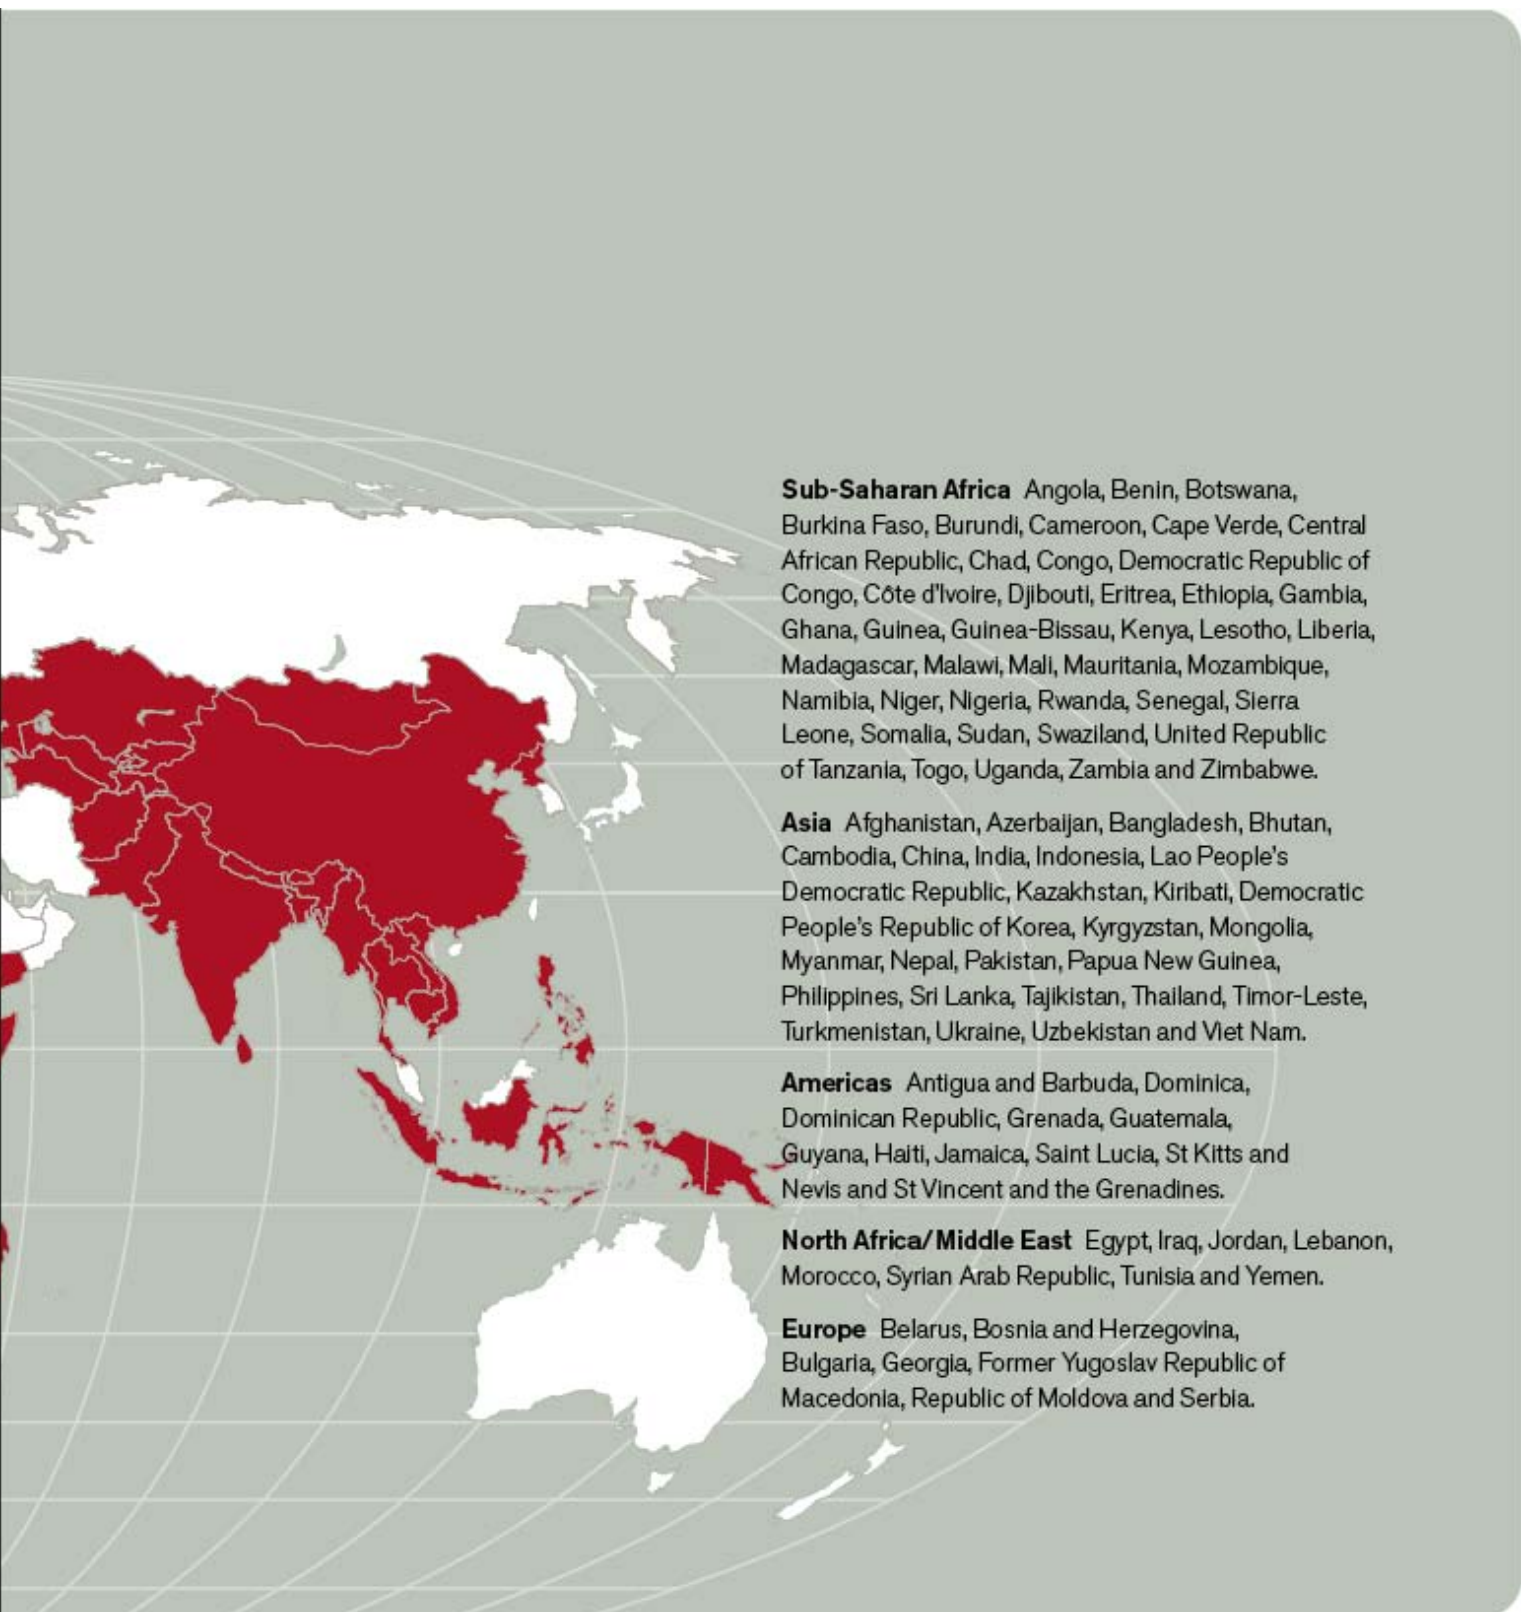 Sub-Saharan Africa Angola, Benin, Botswana,
Burkina Faso, Burundi, Cameroon, Cape Verde, Central
African Republic, Chad, Congo, Democratic Republic of
Congo, Côte d'Ivoire, Djibouti, Eritrea, Ethiopia, Gambia,
Ghana, Guinea, Guinea-Bissau, Kenya, Lesotho, Liberia,
Madagascar, Malawi, Mali, Mauritania, Mozambique,
Namibia, Niger, Nigeria, Rwanda, Senegal, Sierra
Leone, Somalia, Sudan, Swaziland, United Republic
of Tanzania, Togo, Uganda, Zambia and Zimbabwe.
Asia Afghanistan, Azerbaijan, Bangladesh, Bhutan,
Cambodia, China, India, Indonesia, Lao People's
Democratic Republic, Kazakhstan, Kiribati, Democratic
People's Republic of Korea, Kyrgyzstan, Mongolia,
Myanmar, Nepal, Pakistan, Papua New Guinea,
Philippines, Sri Lanka, Tajikistan, Thailand, Timor-Leste,
Turkmenistan, Ukraine, Uzbekistan and Viet Nam.
Americas Antigua and Barbuda, Dominica,
Dominican Republic, Grenada, Guatemala,
Guyana, Haiti, Jamaica, Saint Lucia, St Kitts and
Nevis and St Vincent and the Grenadines.
North Africa/Middle East Egypt, Iraq, Jordan, Lebanon,
Morocco, Syrian Arab Republic, Tunisia and Yemen.
Europe Belarus, Bosnia and Herzegovina,
Bulgaria, Georgia, Former Yugoslav Republic of
Macedonia, Republic of Moldova and Serbia.